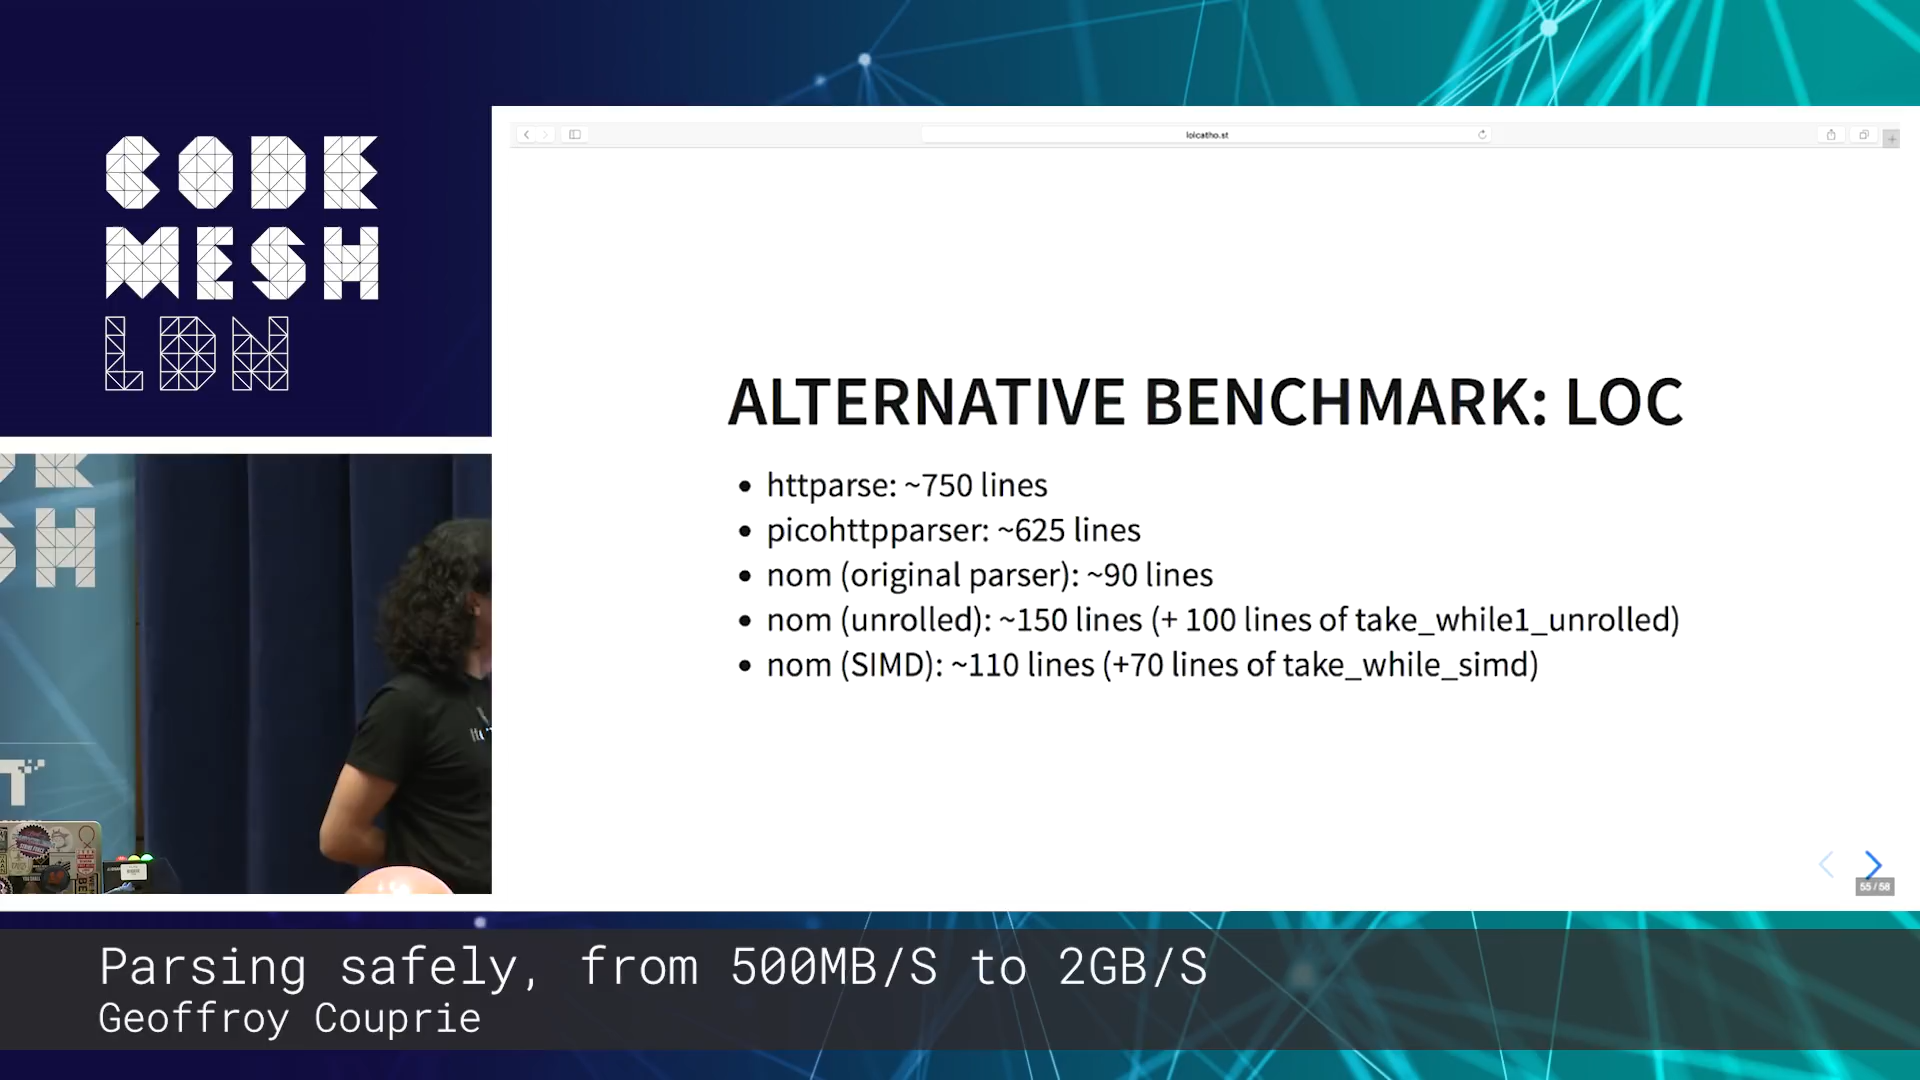 CODE
MESH
LDN
lolcatho.st
ALTERNATIVE BENCHMARK: LOC
• httparse: ~750 lines
• picohttpparser: ~625 lines
• nom (original parser): ~90 lines
• nom (unrolled): ~150 lines (+ 100 lines of take_while1_unrolled)
• nom (SIMD): ~110 lines (+70 lines of take_while_simd)
55 / 58
Parsing safely, from 500MB/S to 2GB/S
Geoffroy Couprie